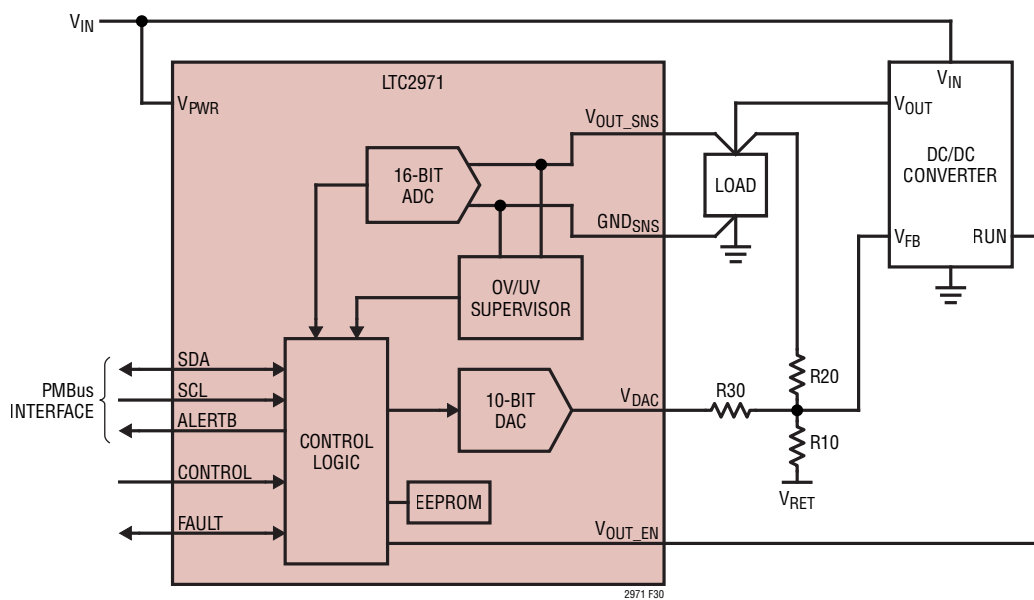 VIN
LTC2971
VPWR
VOUT_SNS
16-BIT
ADC
GNDSNS
OV/UV
SUPERVISOR
LOAD
VIN
VOUT
DC/DC
CONVERTER
VFB
RUN
PMBus
INTERFACE
SDA
SCL
ALERTB
CONTROL
FAULT
CONTROL
LOGIC
10-BIT
DAC
VDAC
EEPROM
VOUT_EN
R30
R20
R10
VRET
2971 F30